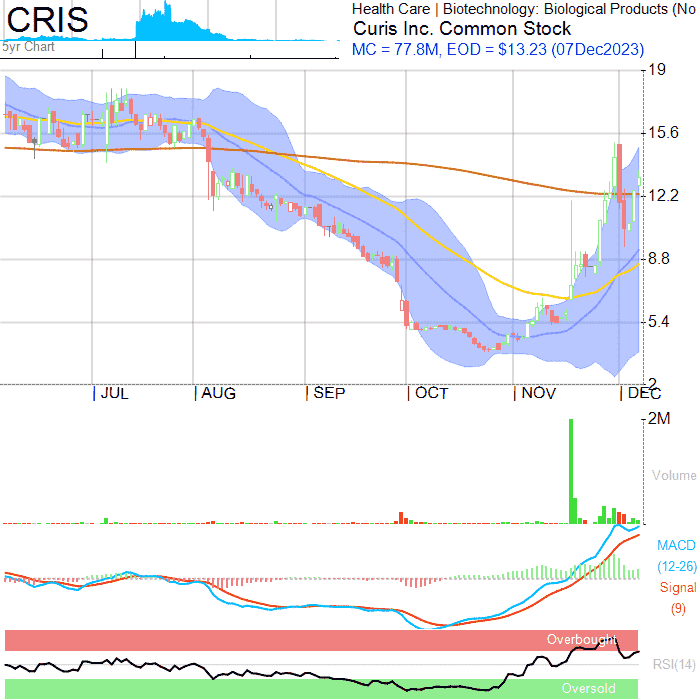 CRIS
5yr Chart
Health Care | Biotechnology: Biological Products (No
Curis Inc. Common Stock
MC = 77.8M, EOD = $13.23 (07Dec2023)
19
15.6
12.2
8.8
5.4
2
JUL
AUG
SEP
OCT
NOV
DEC
2M
Volume
MACD
(12-26)
Signal
(9)
Overbought
RSI(14)
Oversold